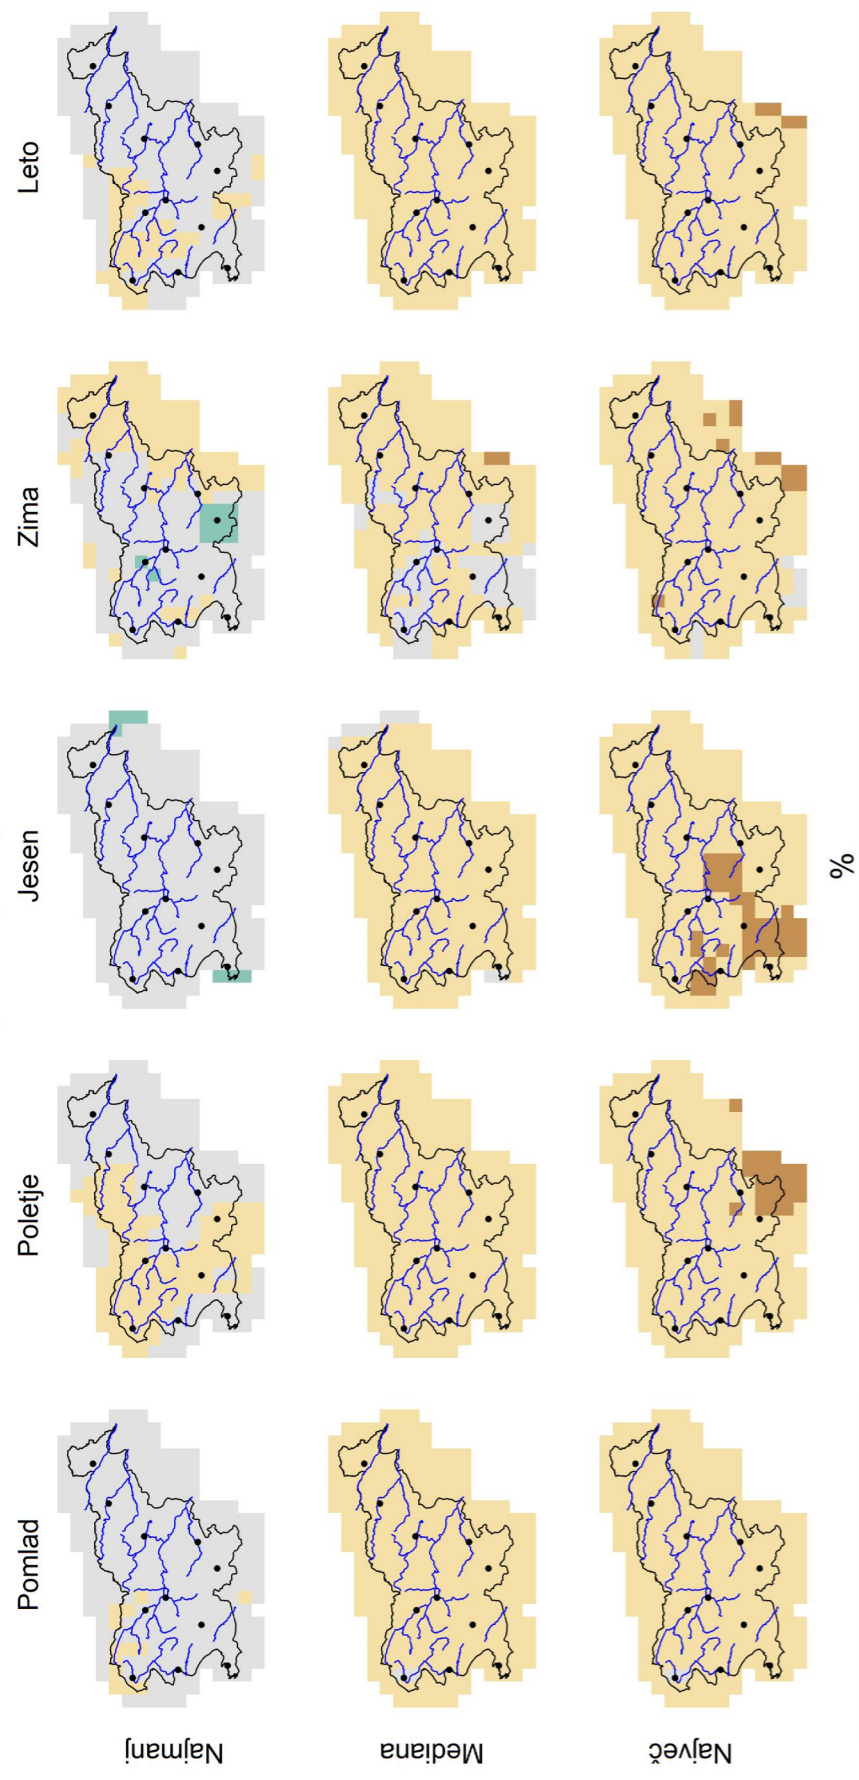 Pomlad
Poletje
Jesen
Zima
Leto
Najmanj
Mediana
Največ
%